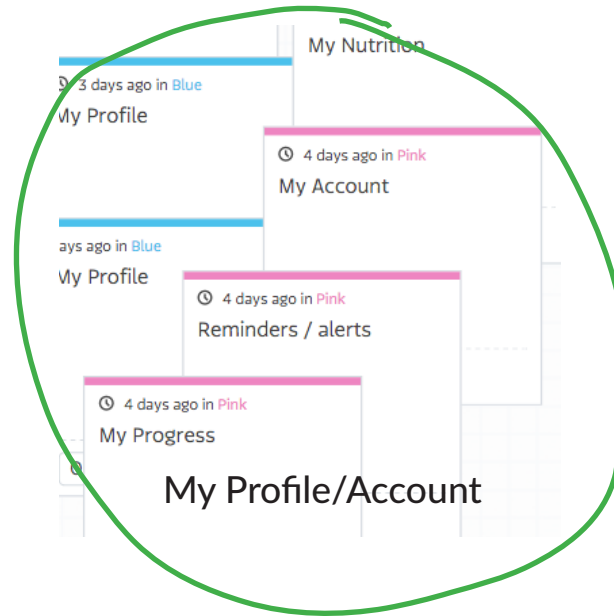 My Nutrition
3 days ago in Blue
My Profile
4 days ago in Pink
My Account
ays ago in Blue
My Profile
4 days ago in Pink
Reminders / alerts
4 days ago in Pink
My Progress
My Profile/Account